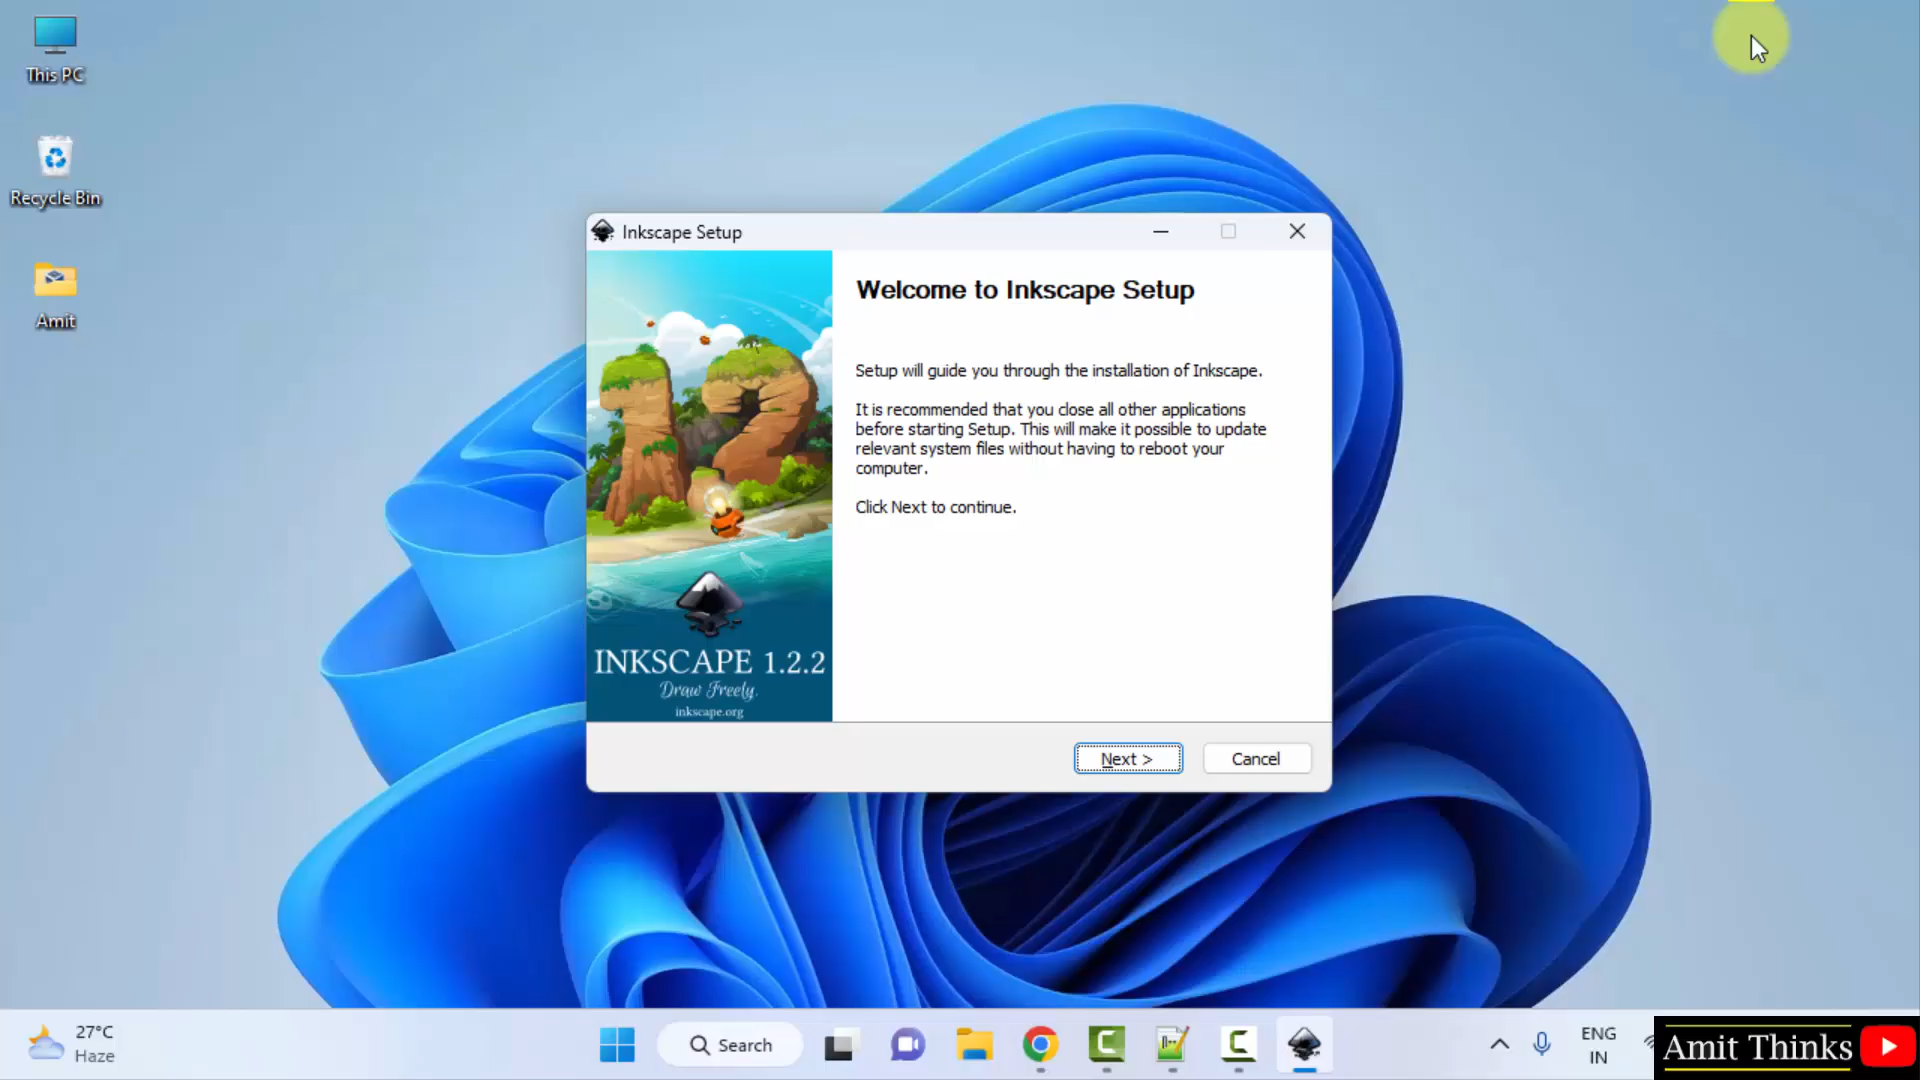 This PC
Recycle Bin
Amit
Inkscape Setup
Welcome to Inkscape Setup
Setup will guide you through the installation of Inkscape.
It is recommended that you close all other applications
before starting Setup. This will make it possible to update
relevant system files without having to reboot your
computer.
Click Next to continue.
INKSCAPE 1.2.2
Draw Freely.
inkscape.org
Next >
Cancel
27°C
Haze
Search
ENG
IN
Amit Thinks